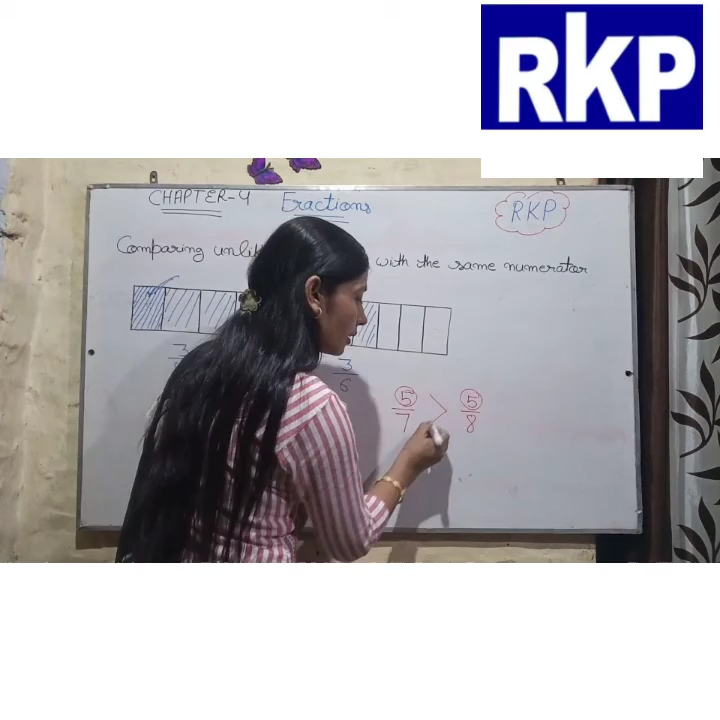 RKP
CHAPTER-4 Fractions
RKP
Comparing with the same numerator
3
3
6
5
7
>
5
8